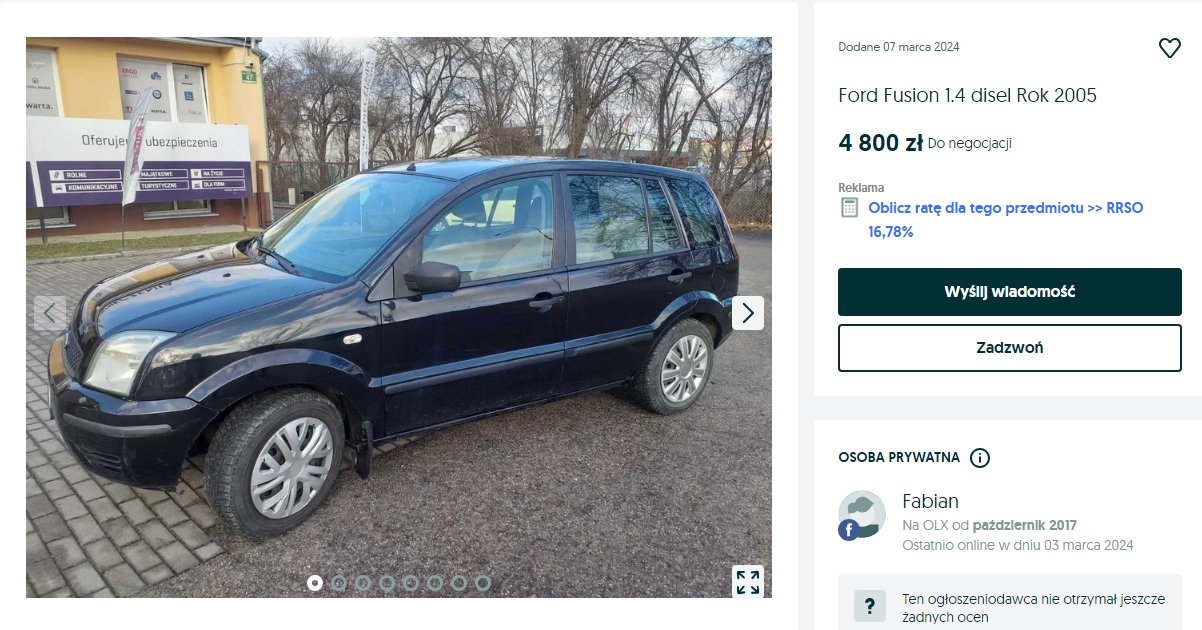 Dodane 07 marca 2024
Ford Fusion 1.4 disel Rok 2005
4 800 zł Do negocjacji
Reklama
Oblicz ratę dla tego przedmiotu >> RRSO
16,78%
Wyślij wiadomość
Zadzwoń
OSOBA PRYWATNA
Fabian
Na OLX od październik 2017
Ostatnio online w dniu 03 marca 2024
?
Ten ogłoszeniodawca nie otrzymał jeszcze
żadnych ocen
ERGO
warta.
warta.
47
ubezpieczenia
ROLNE
MAJĄTKOWE
NA ŻYCIE
KOMUNIKACYJNE
TURYSTYCZNE
DLA FIRM